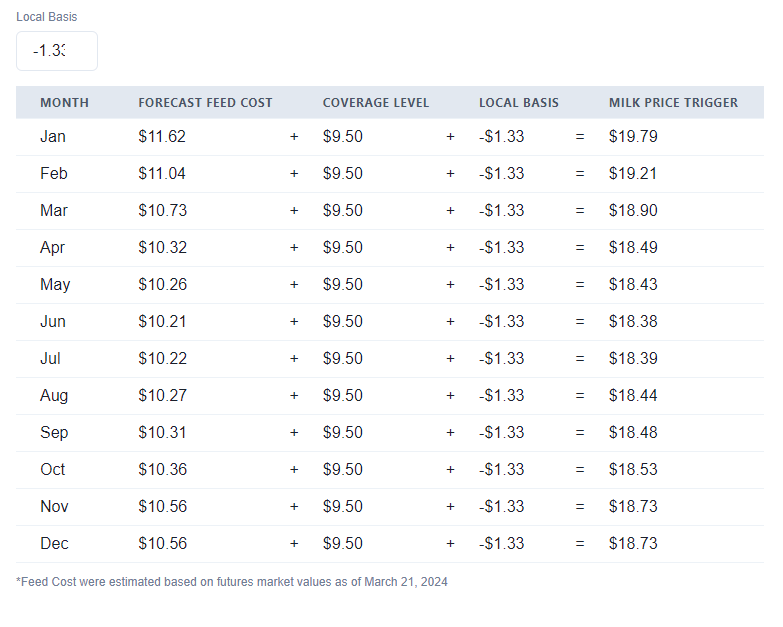 Local Basis
-1.33
MONTH FORECAST FEED COST COVERAGE LEVEL LOCAL BASIS MILK PRICE TRIGGER
Jan $11.62 + $9.50 + -$1.33 = $19.79
Feb $11.04 + $9.50 + -$1.33 = $19.21
Mar $10.73 + $9.50 + -$1.33 = $18.90
Apr $10.32 + $9.50 + -$1.33 = $18.49
May $10.26 + $9.50 + -$1.33 = $18.43
Jun $10.21 + $9.50 + -$1.33 = $18.38
Jul $10.22 + $9.50 + -$1.33 = $18.39
Aug $10.27 + $9.50 + -$1.33 = $18.44
Sep $10.31 + $9.50 + -$1.33 = $18.48
Oct $10.36 + $9.50 + -$1.33 = $18.53
Nov $10.56 + $9.50 + -$1.33 = $18.73
Dec $10.56 + $9.50 + -$1.33 = $18.73
*Feed Cost were estimated based on futures market values as of March 21, 2024